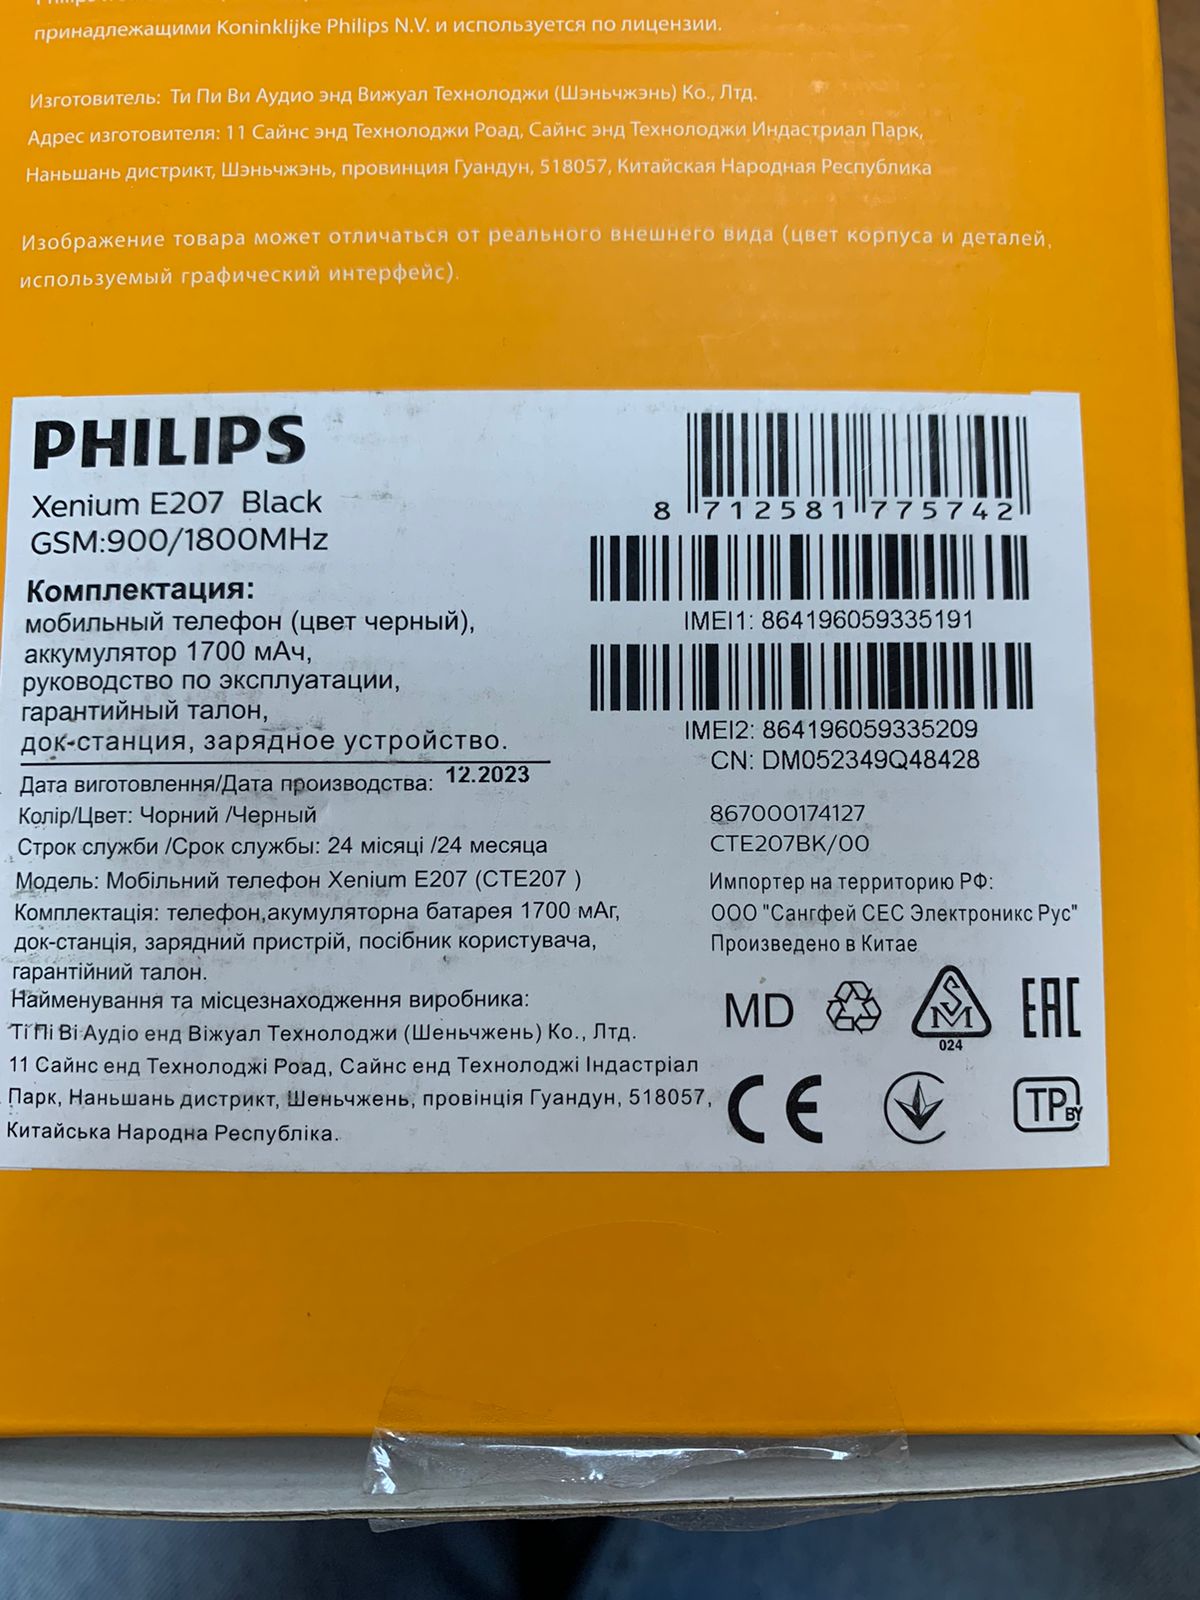 принадлежащими Koninklijke Philips N.V. и используется по лицензии.
Изготовитель: Ти Пи Ви Аудио энд Вижуал Технолоджи (Шэньчжэнь) Ко., Лтд.
Адрес изготовителя: 11 Сайнс энд Технолоджи Роад, Сайнс энд Технолоджи Индастриал Парк,
Наньшань дистрикт, Шэньчжэнь, провинция Гуандун, 518057, Китайская Народная Республика
Изображение товара может отличаться от реального внешнего вида (цвет корпуса и деталей,
используемый графический интерфейс).
PHILIPS
Xenium E207 Black
GSM:900/1800MHz
Комплектация:
мобильный телефон (цвет черный),
аккумулятор 1700 мАч,
руководство по эксплуатации,
гарантийный талон,
док-станция, зарядное устройство.
Дата виготовлення/Дата производства: 12.2023
Колір/Цвет: Чорний /Черный
Строк служби /Срок службы: 24 місяці /24 месяца
Модель: Мобільний телефон Xenium E207 (CTE207 )
Комплектація: телефон,акумуляторна батарея 1700 мАг,
док-станція, зарядний пристрій, посібник користувача,
гарантійний талон.
Найменування та місцезнаходження виробника:
Ті Пі Ві Аудіо енд Віжуал Технолоджи (Шеньчжень) Ко., Лтд.
11 Сайнс енд Технолоджі Роад, Сайнс енд Технолоджі Індастріал
Парк, Наньшань дистрикт, Шеньчжень, провінція Гуандун, 518057,
Китайська Народна Республіка.
8 712581 775742
IMEI1: 864196059335191
IMEI2: 864196059335209
CN: DM052349Q48428
867000174127
CTE207BK/00
Импортер на территорию РФ:
ООО "Сангфей СЕС Электроникс Рус"
Произведено в Китае
MD SM 024 EAC
CE TP BY